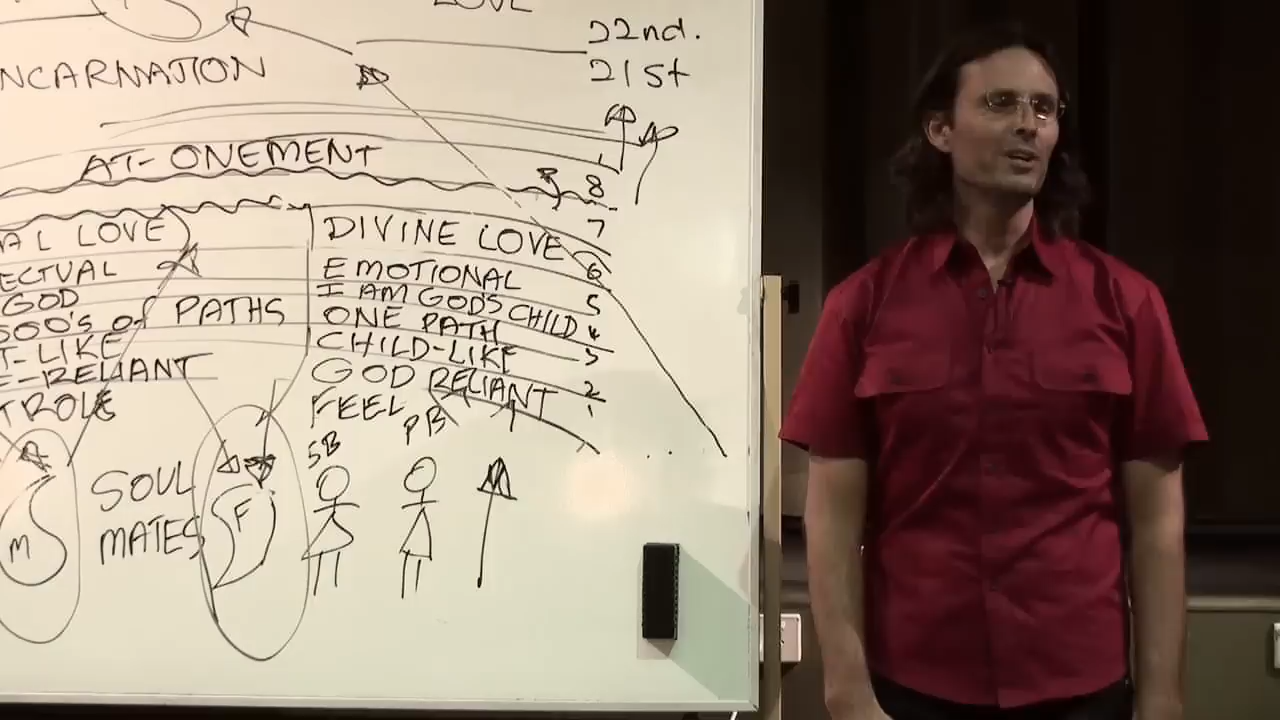 LOVE
22nd.
NCARNATION
21st
AT-ONEMENT
8
7
AL LOVE
DIVINE LOVE
6
ECTUAL
EMOTIONAL
5
GOD
I AM GOD'S CHILD
4
500's of PATHS
ONE PATH
3
T-LIKE
CHILD-LIKE
2
E-RELIANT
GOD RELIANT
1
TROL
FEEL
SB
PB
SOUL
MATES
M
F